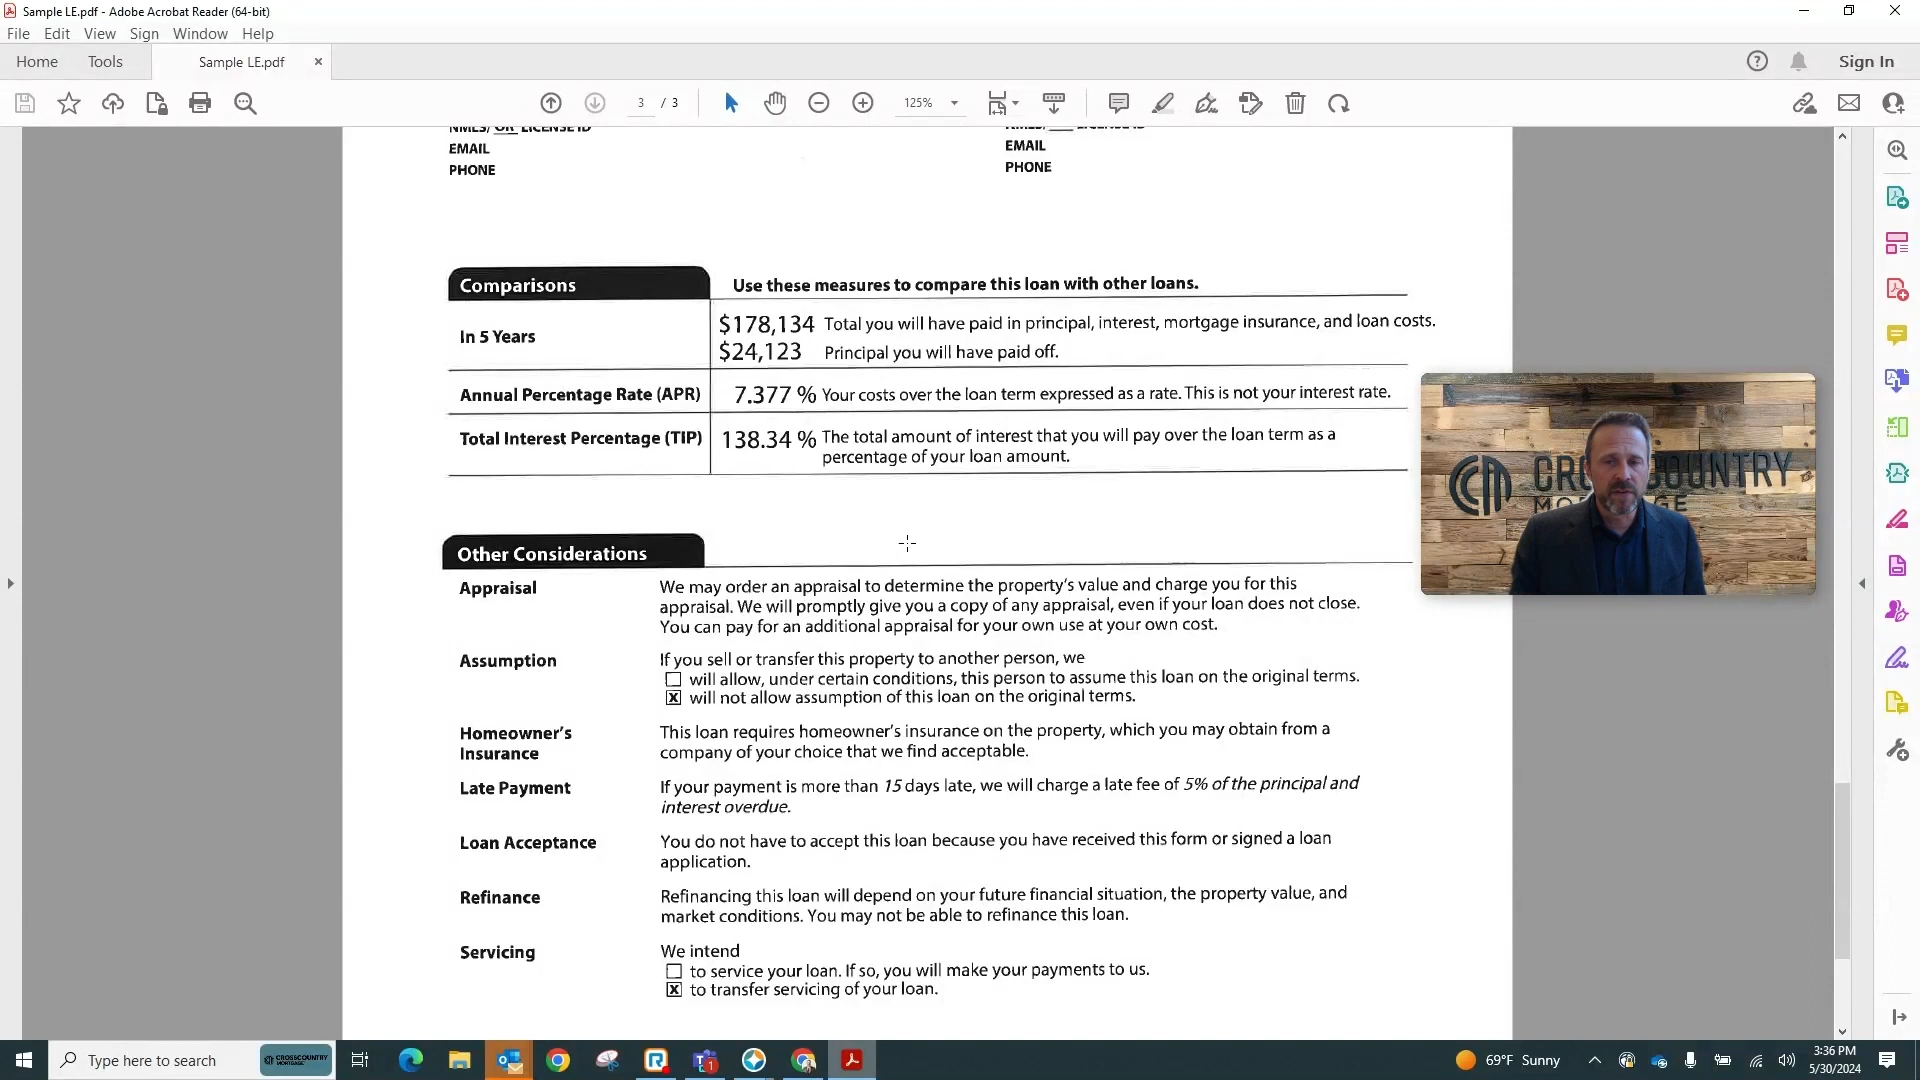 Sample LE.pdf - Adobe Acrobat Reader (64-bit)
File Edit View Sign Window Help
Home Tools Sample LE.pdf Sign In
3 / 3 125%
NMLS/ OR LICENSE ID
EMAIL EMAIL
PHONE PHONE
Comparisons Use these measures to compare this loan with other loans.
In 5 Years
$178,134 Total you will have paid in principal, interest, mortgage insurance, and loan costs.
$24,123 Principal you will have paid off.
Annual Percentage Rate (APR) 7.377 % Your costs over the loan term expressed as a rate. This is not your interest rate.
Total Interest Percentage (TIP) 138.34 % The total amount of interest that you will pay over the loan term as a
percentage of your loan amount.
Other Considerations
Appraisal We may order an appraisal to determine the property's value and charge you for this
appraisal. We will promptly give you a copy of any appraisal, even if your loan does not close.
You can pay for an additional appraisal for your own use at your own cost.
Assumption If you sell or transfer this property to another person, we
will allow, under certain conditions, this person to assume this loan on the original terms.
x will not allow assumption of this loan on the original terms.
Homeowner's This loan requires homeowner's insurance on the property, which you may obtain from a
Insurance company of your choice that we find acceptable.
Late Payment If your payment is more than 15 days late, we will charge a late fee of 5% of the principal and
interest overdue.
Loan Acceptance You do not have to accept this loan because you have received this form or signed a loan
application.
Refinance Refinancing this loan will depend on your future financial situation, the property value, and
market conditions. You may not be able to refinance this loan.
Servicing We intend
to service your loan. If so, you will make your payments to us.
x to transfer servicing of your loan.
Type here to search CROSSCOUNTRY MORTGAGE 69°F Sunny 3:36 PM
5/30/2024